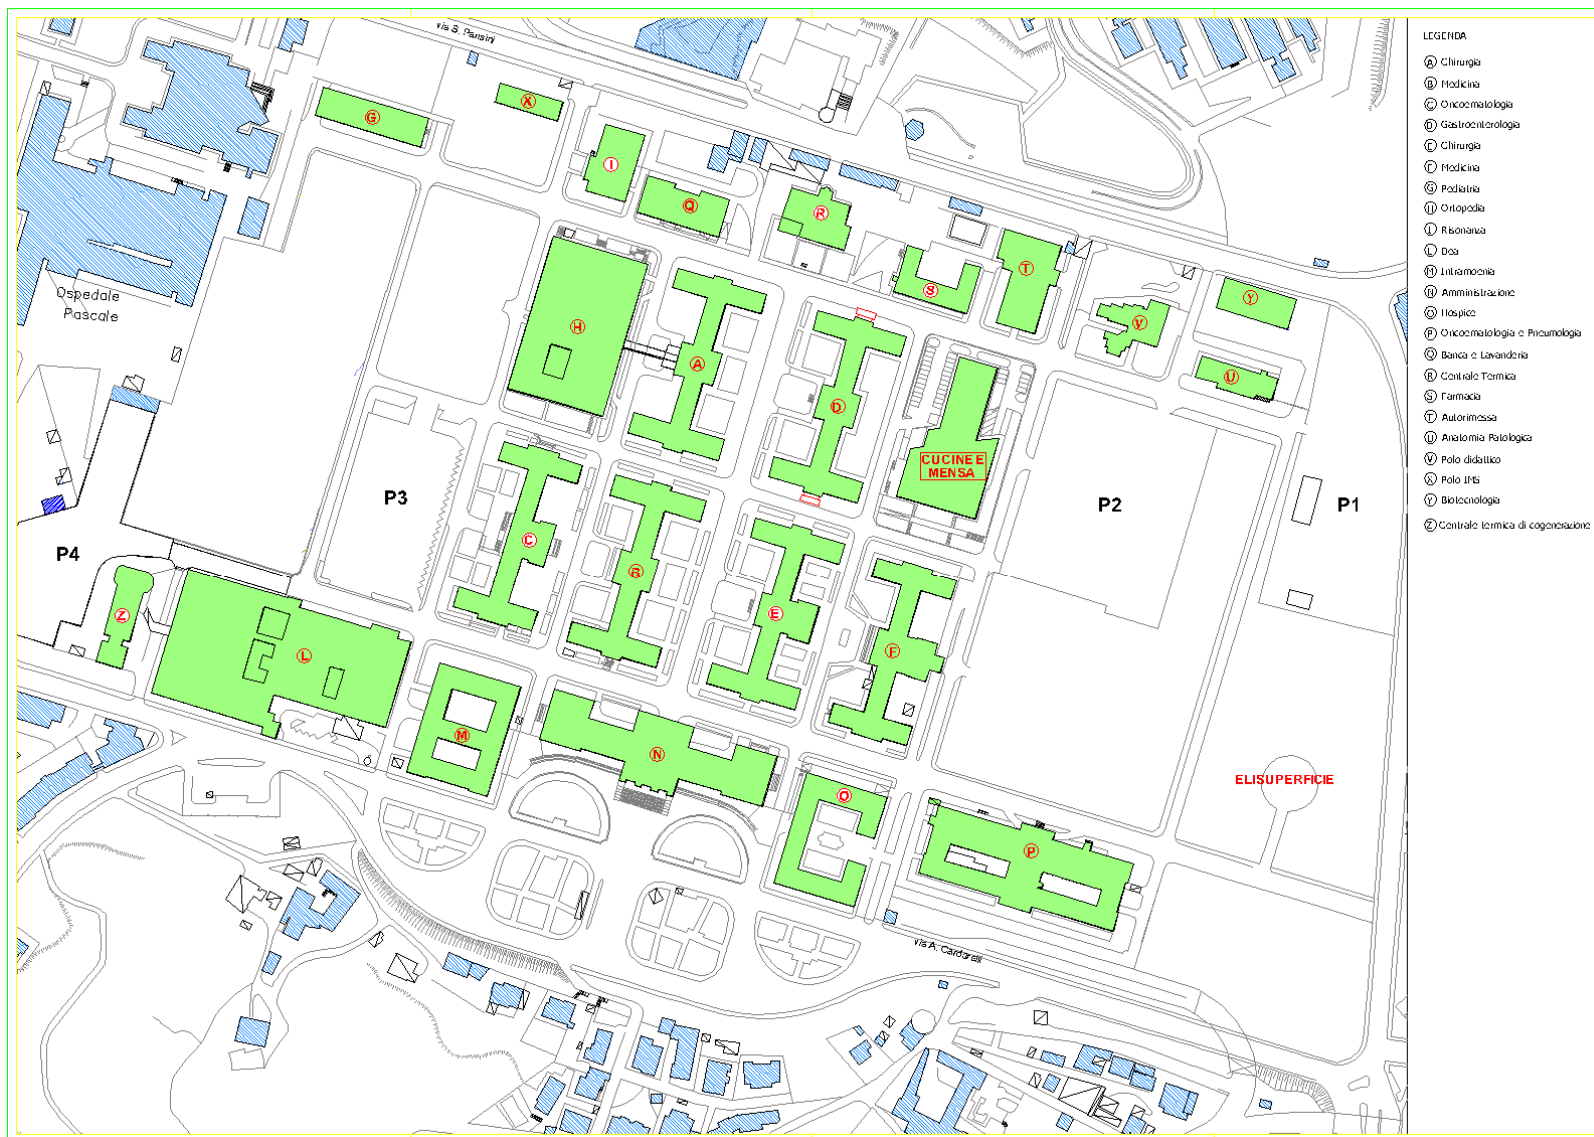 Via S. Pansini
LEGENDA
A Chirurgia
B Medicina
C Oncoematologia
D Gastroenterologia
E Chirurgia
F Medicina
G Pediatria
H Ortopedia
I Risonanza
L Dea
M Intramoenia
N Amministrazione
O Hospice
P Oncoematologia e Pneumologia
Q Banca e Lavanderia
R Centrale Termica
S Farmacia
T Autorimessa
U Anatomia Patologica
V Polo didattico
X Polo IMS
Y Biotecnologia
Z Centrale termica di cogenerazione
X
G
I
Q
R
S
T
Y
V
U
Ospedale
Pascale
H
A
D
CUCINE E
MENSA
P3
P2
P1
P4
C
R
E
F
Z
L
M
N
O
P
ELISUPERFICIE
Via A. Cardarelli